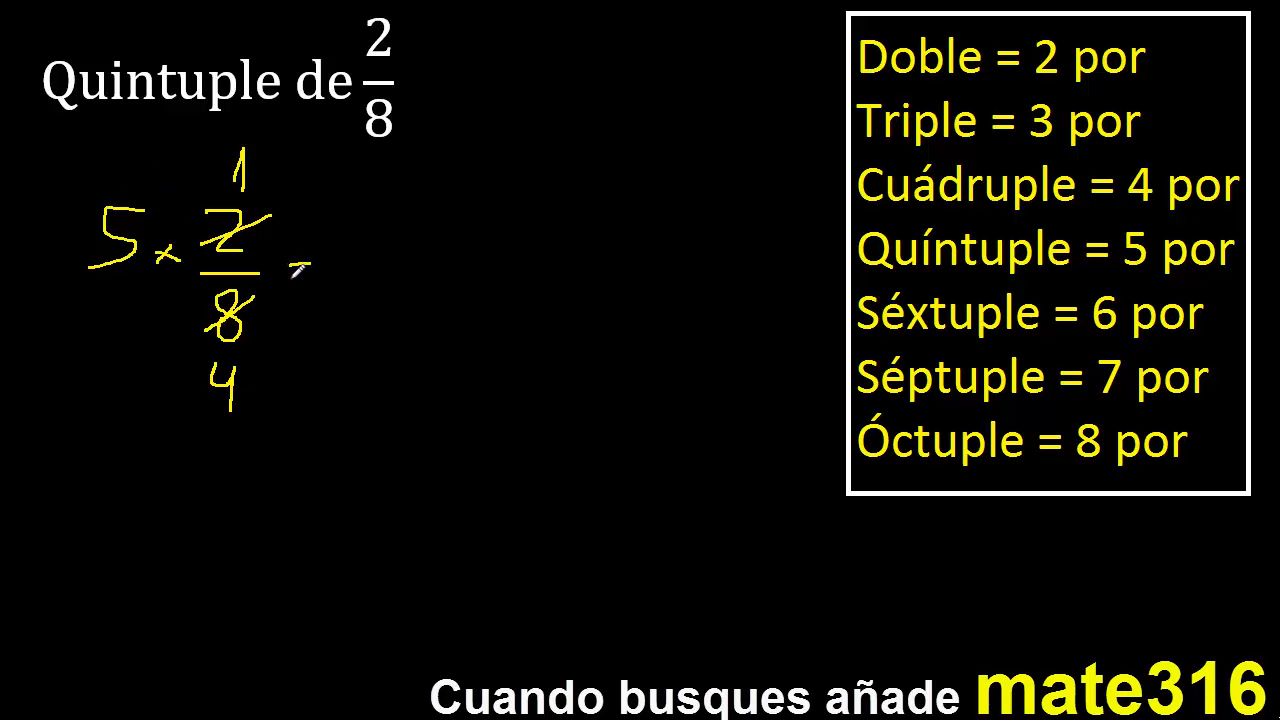 Quintuple de 2/8
1
5 × 2/8 =
4
Doble = 2 por
Triple = 3 por
Cuádruple = 4 por
Quíntuple = 5 por
Séxtuple = 6 por
Séptuple = 7 por
Óctuple = 8 por
Cuando busques añade mate316